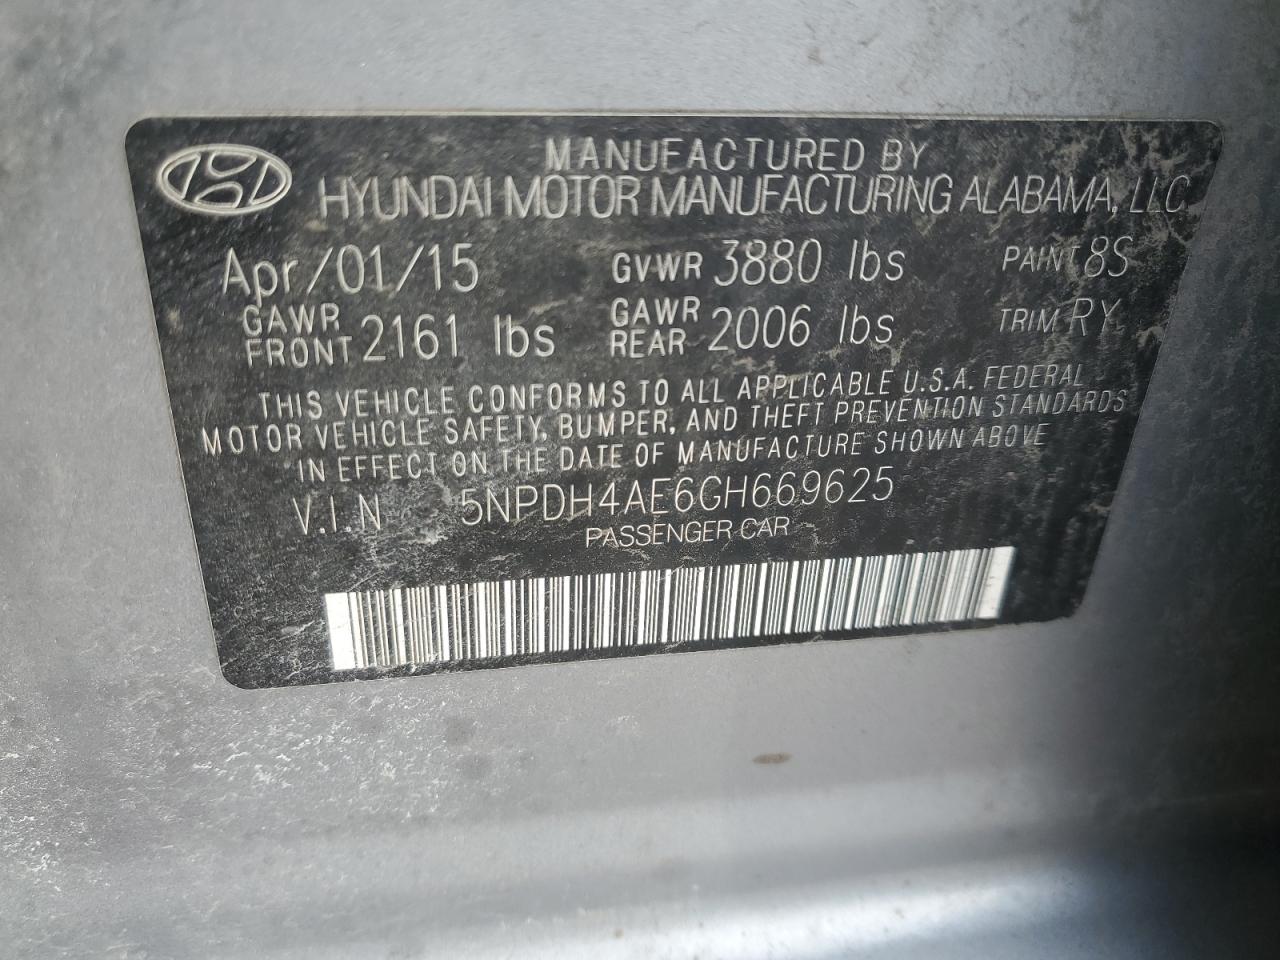 MANUFACTURED BY
HYUNDAI MOTOR MANUFACTURING ALABAMA, LLC
Apr/01/15 GVWR 3880 lbs PAINT 8S
GAWR FRONT 2161 lbs GAWR REAR 2006 lbs TRIM RY
THIS VEHICLE CONFORMS TO ALL APPLICABLE U.S.A. FEDERAL
MOTOR VEHICLE SAFETY, BUMPER, AND THEFT PREVENTION STANDARDS
IN EFFECT ON THE DATE OF MANUFACTURE SHOWN ABOVE
V.I.N 5NPDH4AE6GH669625
PASSENGER CAR